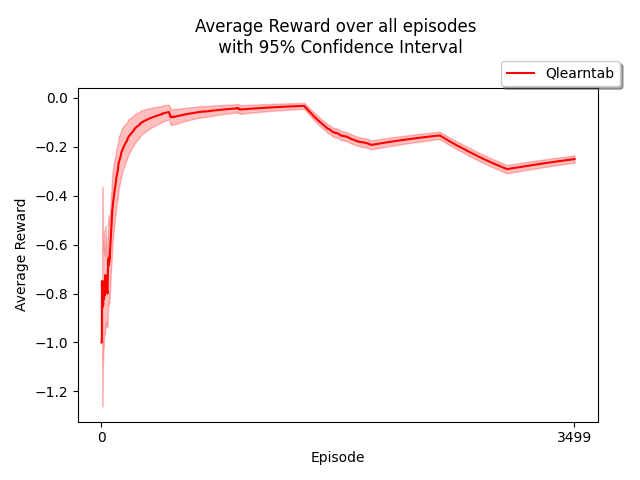 Average Reward over all episodes
with 95% Confidence Interval
Qlearntab
0.0
−0.2
−0.4
−0.6
−0.8
−1.0
−1.2
Average Reward
0
3499
Episode